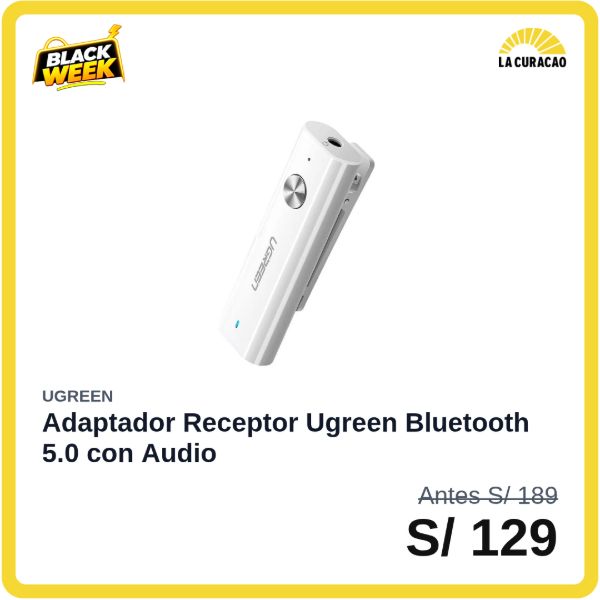 BLACK
WEEK
LA CURACAO
UGREEN
UGREEN
Adaptador Receptor Ugreen Bluetooth
5.0 con Audio
Antes S/ 189
S/ 129